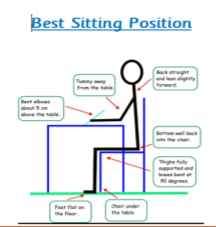 Best Sitting Position
Back straight
and lean slightly
forward.
Tummy away
from the table.
Bent elbows
about 5 cm
above the table.
Bottom well back
into the chair.
Thighs fully
supported and
knees bent at
90 degrees.
Feet flat on
the floor.
Chair under
the table.